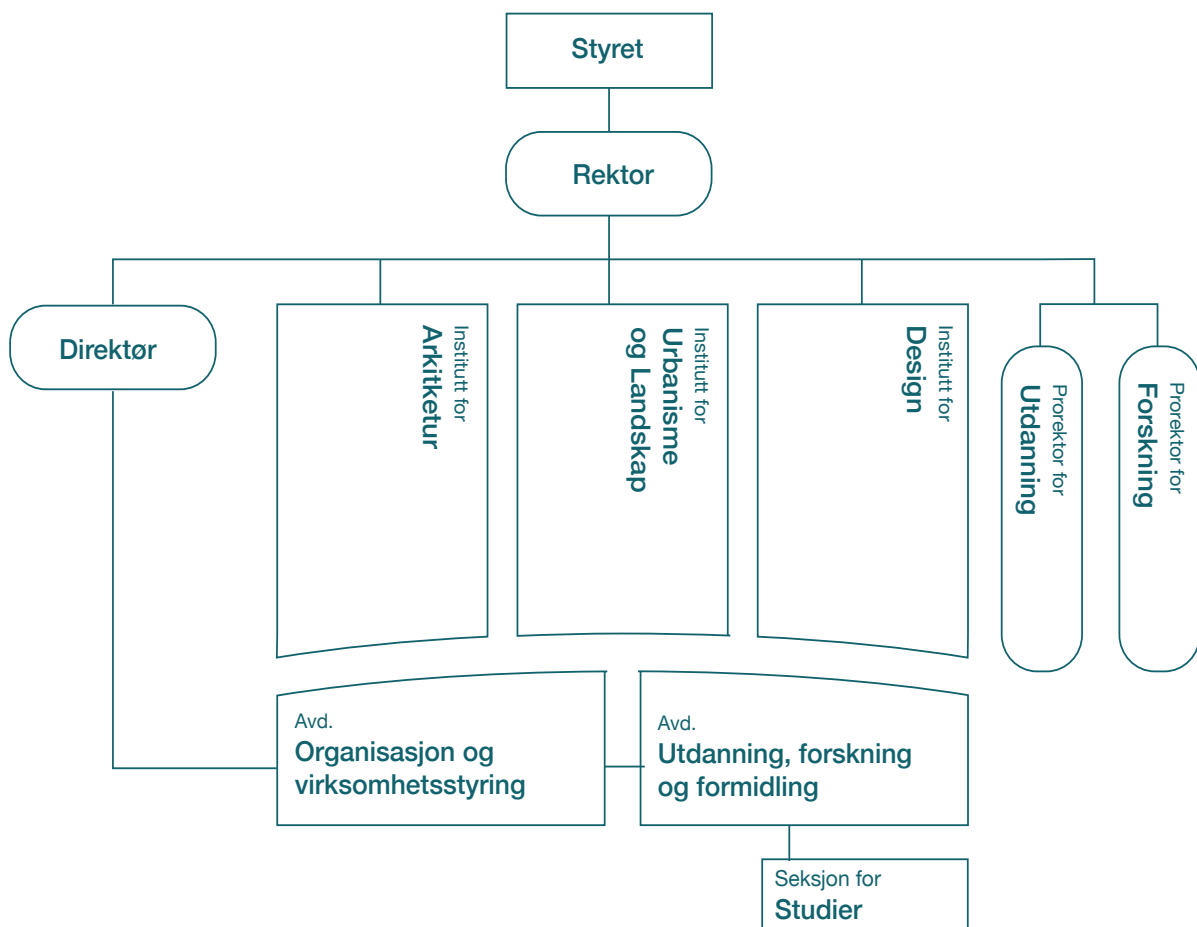 Styret
Rektor
Direktør
Institutt for
Arkitketur
Institutt for
Urbanisme
og Landskap
Institutt for
Design
Prorektor for
Utdanning
Prorektor for
Forskning
Avd.
Organisasjon og
virksomhetsstyring
Avd.
Utdanning, forskning
og formidling
Seksjon for
Studier